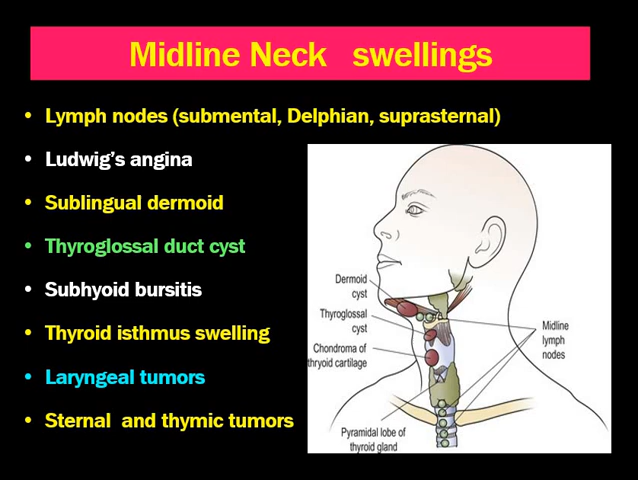 Midline Neck swellings
• Lymph nodes (submental, Delphian, suprasternal)
• Ludwig's angina
• Sublingual dermoid
• Thyroglossal duct cyst
• Subhyoid bursitis
• Thyroid isthmus swelling
• Laryngeal tumors
• Sternal and thymic tumors
Dermoid
cyst
Thyroglossal
cyst
Chondroma of
thryoid cartilage
Pyramidal lobe of
thyroid gland
Midline
lymph
nodes